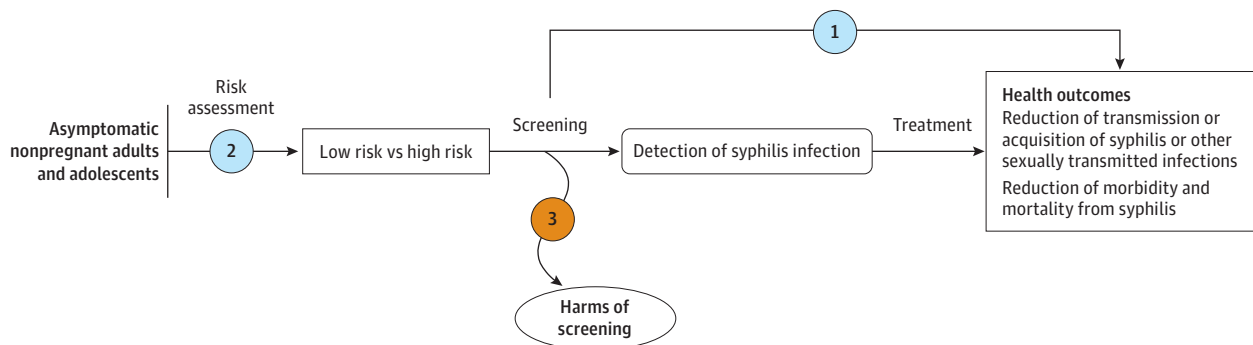 1
Risk
assessment
Asymptomatic
nonpregnant adults
and adolescents
2
Low risk vs high risk
Screening
Detection of syphilis infection
Treatment
Health outcomes
Reduction of transmission or
acquisition of syphilis or other
sexually transmitted infections
Reduction of morbidity and
mortality from syphilis
3
Harms of
screening